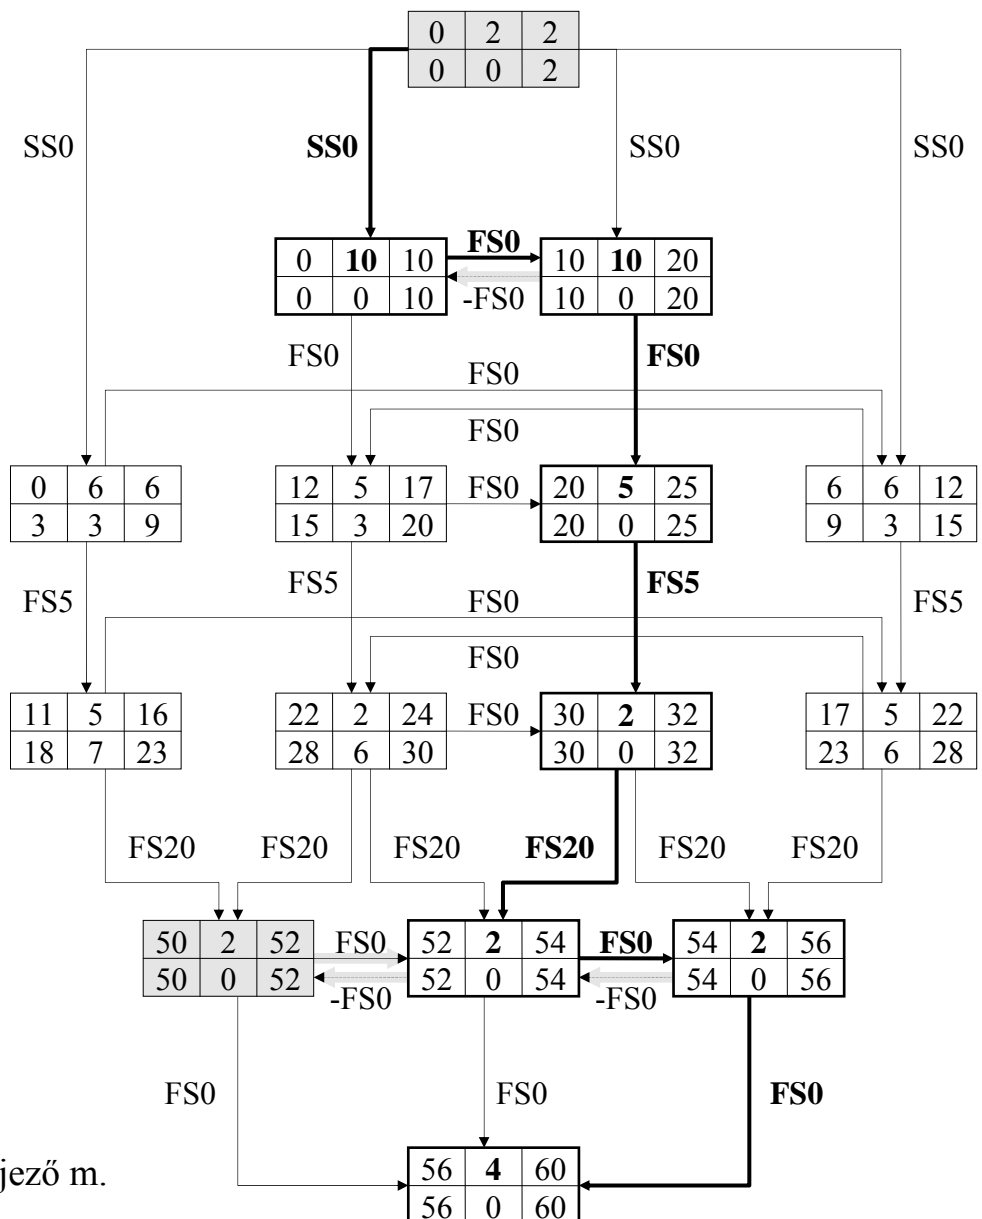 0 2 2
0 0 2
SS0 SS0 SS0 SS0
FS0
0 10 10 10 10 20
0 0 10 10 0 20
-FS0
FS0 FS0
FS0
FS0
0 6 6 12 5 17 FS0 20 5 25 6 6 12
3 3 9 15 3 20 20 0 25 9 3 15
FS5 FS5 FS5 FS5
FS0
FS0
11 5 16 22 2 24 FS0 30 2 32 17 5 22
18 7 23 28 6 30 30 0 32 23 6 28
FS20 FS20 FS20 FS20 FS20 FS20
50 2 52 FS0 52 2 54 FS0 54 2 56
50 0 52 -FS0 52 0 54 -FS0 54 0 56
FS0 FS0 FS0
56 4 60
jező m.
56 0 60